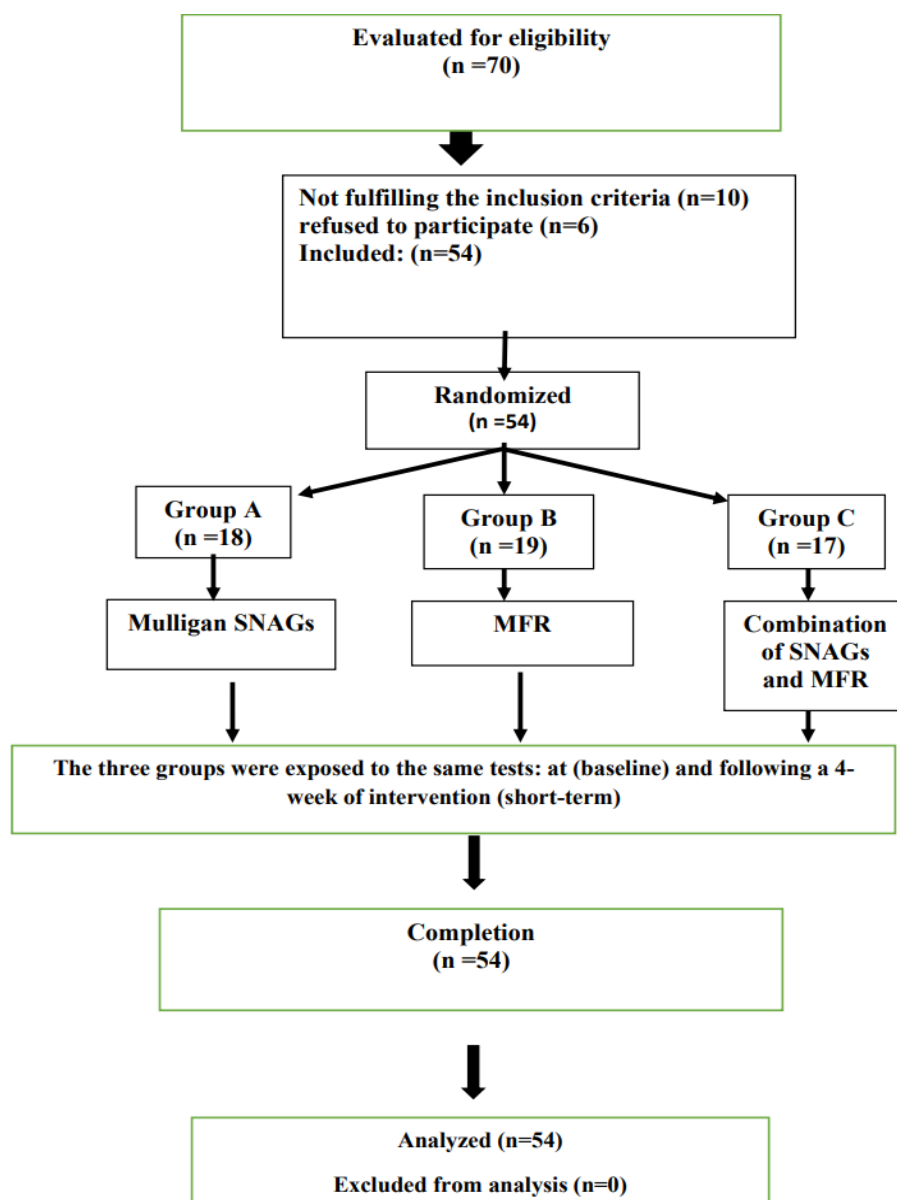 Evaluated for eligibility
(n =70)
Not fulfilling the inclusion criteria (n=10)
refused to participate (n=6)
Included: (n=54)
Randomized
(n =54)
Group A
(n =18)
Group B
(n =19)
Group C
(n =17)
Mulligan SNAGs
MFR
Combination
of SNAGs
and MFR
The three groups were exposed to the same tests: at (baseline) and following a 4-
week of intervention (short-term)
Completion
(n =54)
Analyzed (n=54)
Excluded from analysis (n=0)